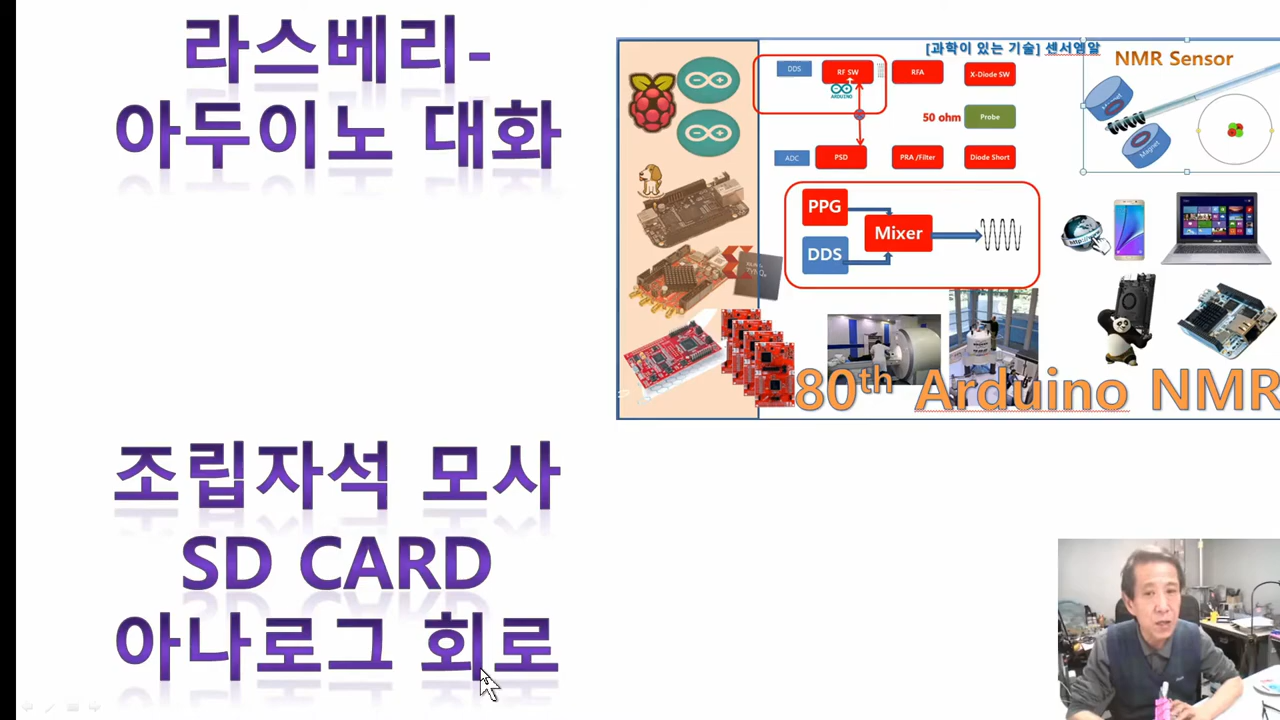 라스베리-
아두이노 대화
조립자석 모사
SD CARD
아나로그 회로
[과학이 있는 기술] 센서엠알
NMR Sensor
DDS
RF SW
RFA
X-Diode SW
ARDUINO
50 ohm
Probe
ADC
PSD
PRA /Filter
Diode Short
Magnet
PPG
Mixer
DDS
80th Arduino NMR